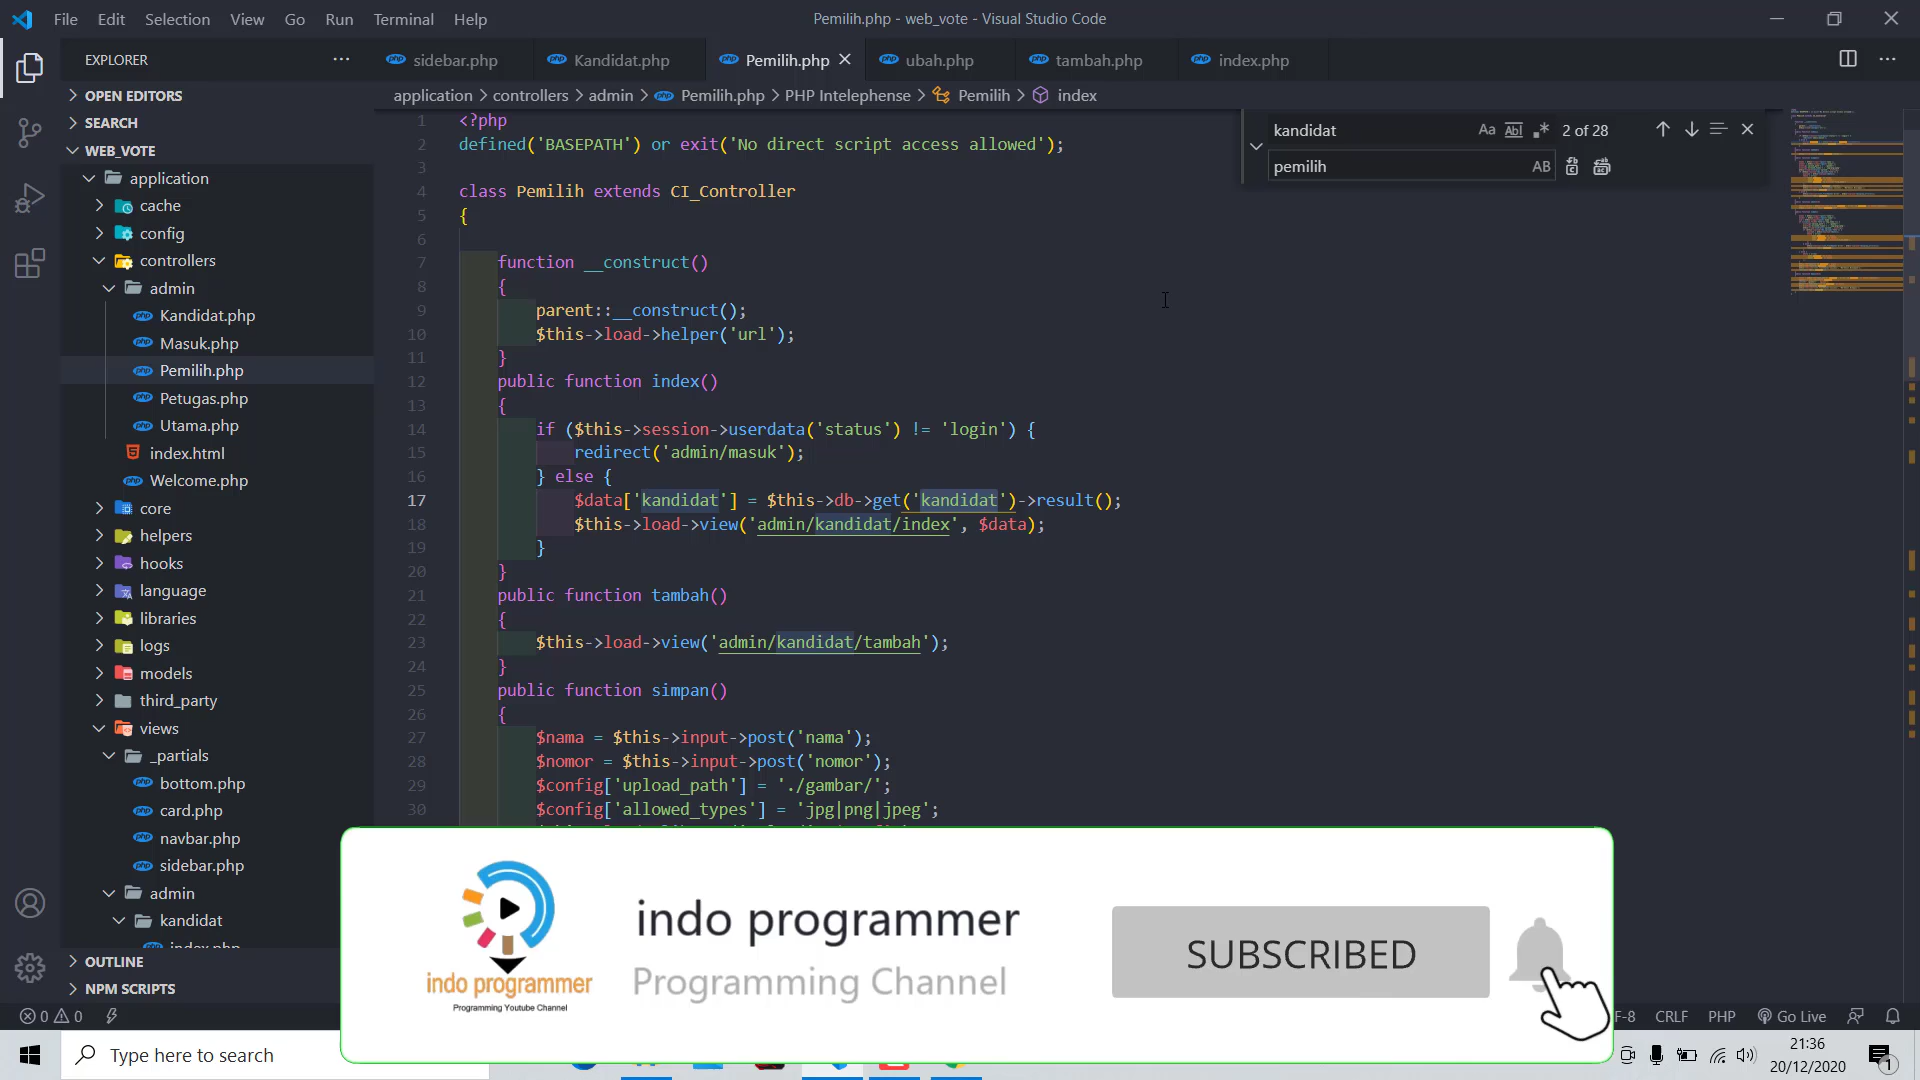 File Edit Selection View Go Run Terminal Help
Pemilih.php - web_vote - Visual Studio Code
EXPLORER
sidebar.php Kandidat.php Pemilih.php ubah.php tambah.php index.php
application > controllers > admin > Pemilih.php > PHP Intelephense > Pemilih > index
OPEN EDITORS
SEARCH
WEB_VOTE
application
cache
config
controllers
admin
Kandidat.php
Masuk.php
Pemilih.php
Petugas.php
Utama.php
index.html
Welcome.php
core
helpers
hooks
language
libraries
logs
models
third_party
views
_partials
bottom.php
card.php
navbar.php
sidebar.php
admin
kandidat
index.php
OUTLINE
NPM SCRIPTS
kandidat Aa Abl 2 of 28
pemilih AB
1 <?php
2 defined('BASEPATH') or exit('No direct script access allowed');
3
4 class Pemilih extends CI_Controller
5 {
6
7 function __construct()
8 {
9 parent::__construct();
10 $this->load->helper('url');
11 }
12 public function index()
13 {
14 if ($this->session->userdata('status') != 'login') {
15 redirect('admin/masuk');
16 } else {
17 $data['kandidat'] = $this->db->get('kandidat')->result();
18 $this->load->view('admin/kandidat/index', $data);
19 }
20 }
21 public function tambah()
22 {
23 $this->load->view('admin/kandidat/tambah');
24 }
25 public function simpan()
26 {
27 $nama = $this->input->post('nama');
28 $nomor = $this->input->post('nomor');
29 $config['upload_path'] = './gambar/';
30 $config['allowed_types'] = 'jpg|png|jpeg';
indo programmer
Programming Youtube Channel
indo programmer
Programming Channel
SUBSCRIBED
0 0
F-8 CRLF PHP Go Live
Type here to search
21:36
20/12/2020
1